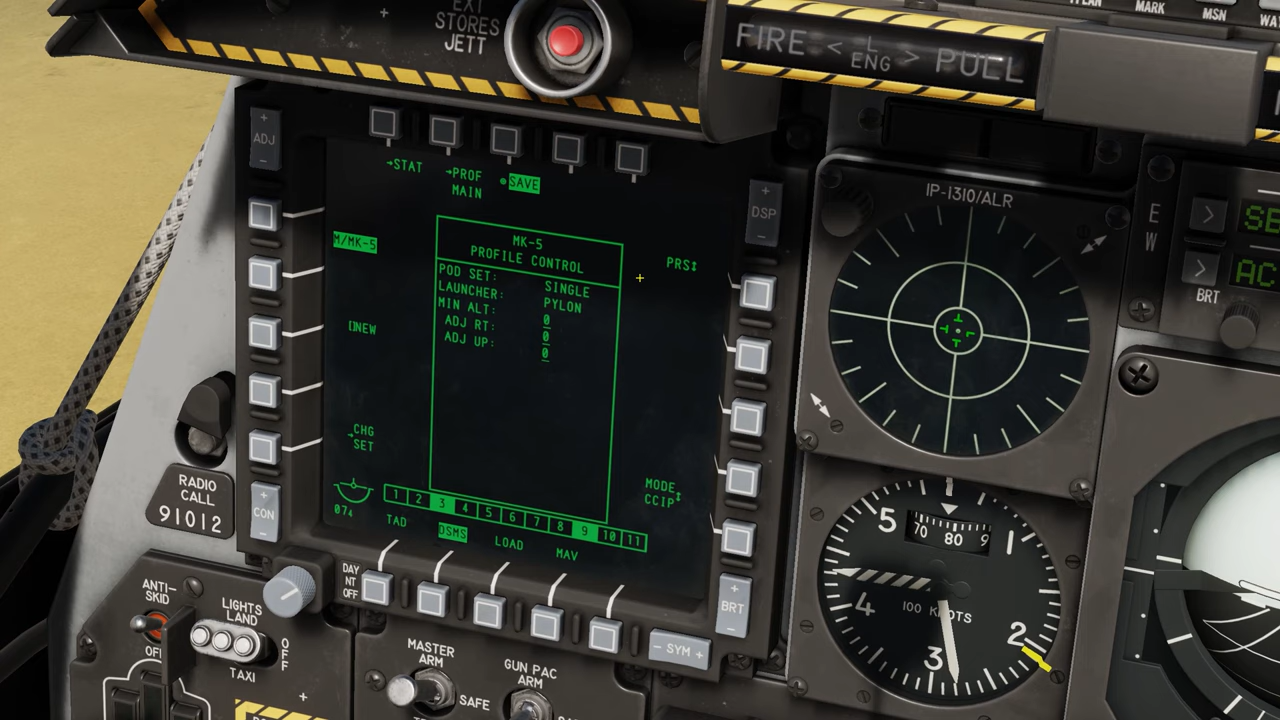 EXT
STORES
JETT
FIRE < L ENG > PULL
MARK
MSN
+
ADJ
-
→STAT
→PROF
MAIN
SAVE
+
DSP
-
M/MK-5
MK-5
PROFILE CONTROL
PRS↕
POD SET: SINGLE
LAUNCHER: PYLON
MIN ALT: 0
ADJ RT: 0
ADJ UP: 0
[]NEW
→CHG
SET
MODE↕
CCIP
074
1 2 3 4 5 6 7 8 9 10 11
TAD
DSMS
LOAD
MAV
+
CON
-
+
BRT
-
- SYM +
DAY
NT
OFF
RADIO
CALL
91012
ANTI-
SKID
LIGHTS
LAND
OFF
TAXI
MASTER
ARM
SAFE
GUN PAC
ARM
IP-1310/ALR
E
W
BRT
AC
5
70 80 9
1
4
100 KNOTS
2
3